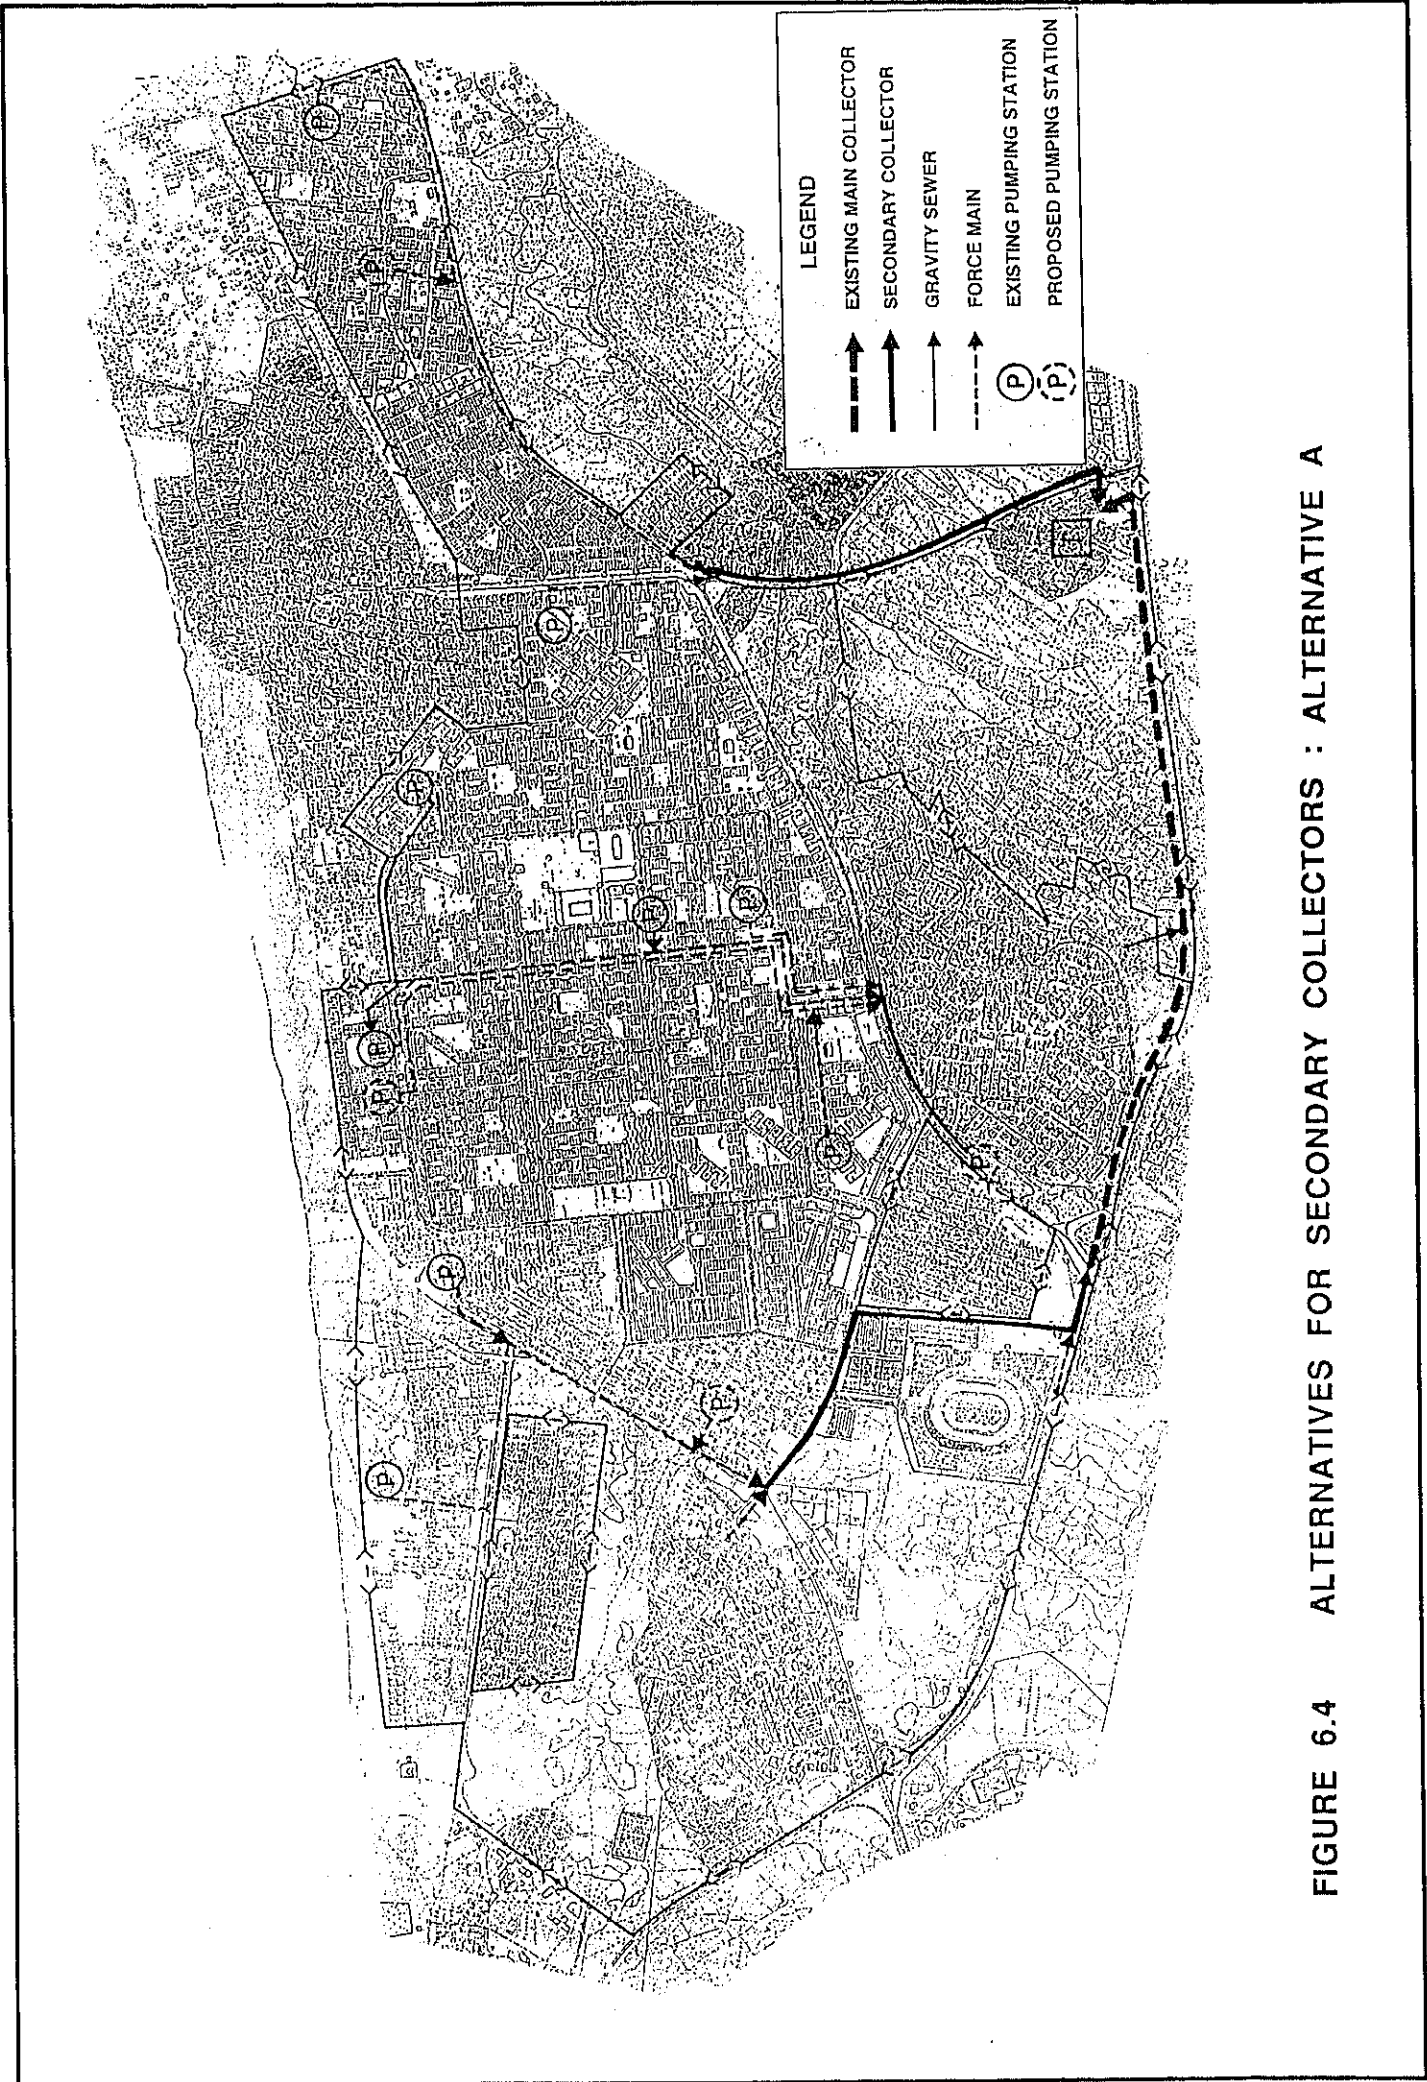 LEGEND
EXISTING MAIN COLLECTOR
SECONDARY COLLECTOR
GRAVITY SEWER
FORCE MAIN
P EXISTING PUMPING STATION
P PROPOSED PUMPING STATION
P
P
P
P
P
P
P
P
P
P
P
P
P
T
FIGURE 6.4 ALTERNATIVES FOR SECONDARY COLLECTORS : ALTERNATIVE A